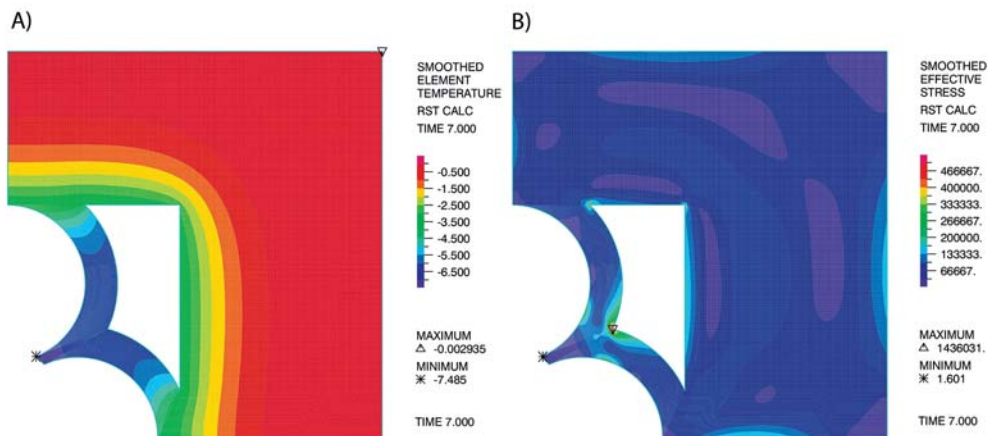 A)
SMOOTHED
ELEMENT
TEMPERATURE
RST CALC
TIME 7.000
-0.500
-1.500
-2.500
-3.500
-4.500
-5.500
-6.500
MAXIMUM
-0.002935
MINIMUM
-7.485
TIME 7.000
B)
SMOOTHED
EFFECTIVE
STRESS
RST CALC
TIME 7.000
466667.
400000.
333333.
266667.
200000.
133333.
66667.
MAXIMUM
1436031.
MINIMUM
1.601
TIME 7.000